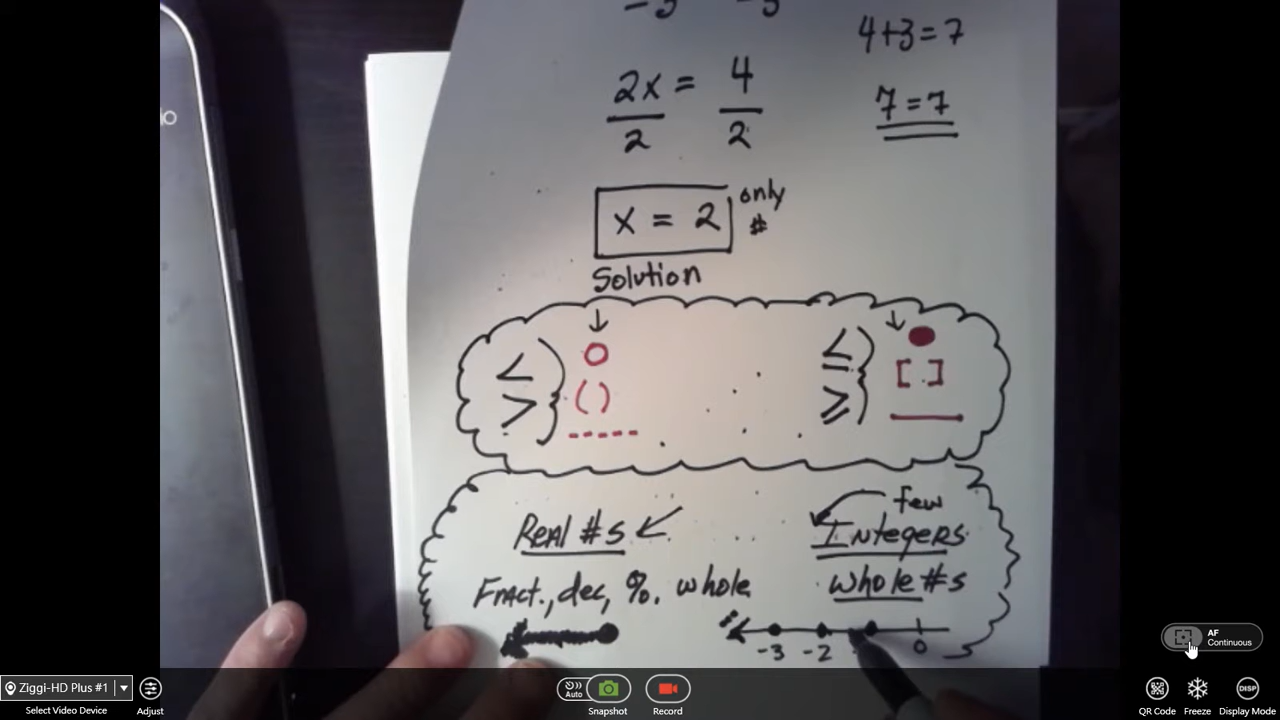 -3 -3
4+3=7
2x = 4
2 2
7=7
x = 2 only #
Solution
< O ≤ ●
> ( ) ≥ [ ]
few
Real #s Integers
Fract., dec, %, whole whole #s
-3 -2 0
AF
Continuous
Ziggi-HD Plus #1
Select Video Device
Adjust
Auto
Snapshot
Record
QR Code
Freeze
DISP
Display Mode